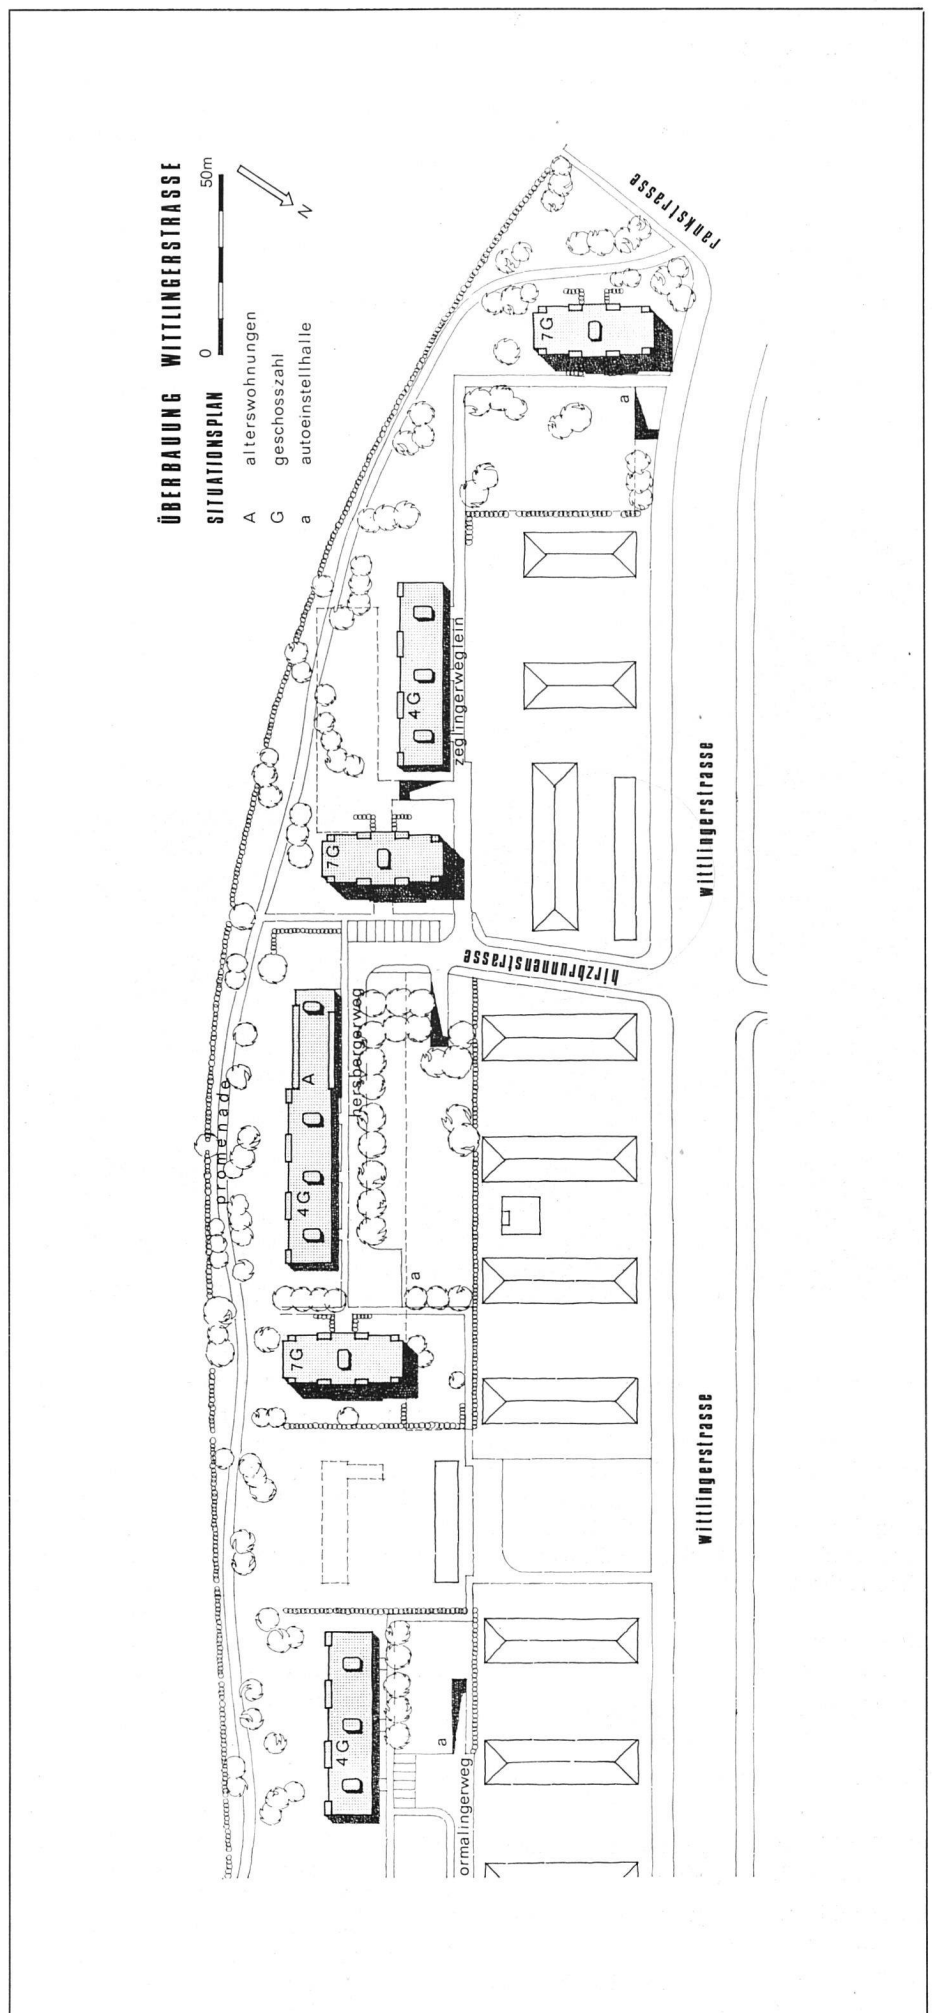 ÜBERBAUUNG WITTLINGERSTRASSE
SITUATIONSPLAN
0 50m
N
A alterswohnungen
G geschosszahl
a autoeinstellhalle
rankstrasse
7G
a
4G
zeglingerweglein
wittlingerstrasse
7G
hirzbrunnenstrasse
promenade
hersbergerweg
A
4G
a
7G
wittlingerstrasse
4G
a
ormalingerweg